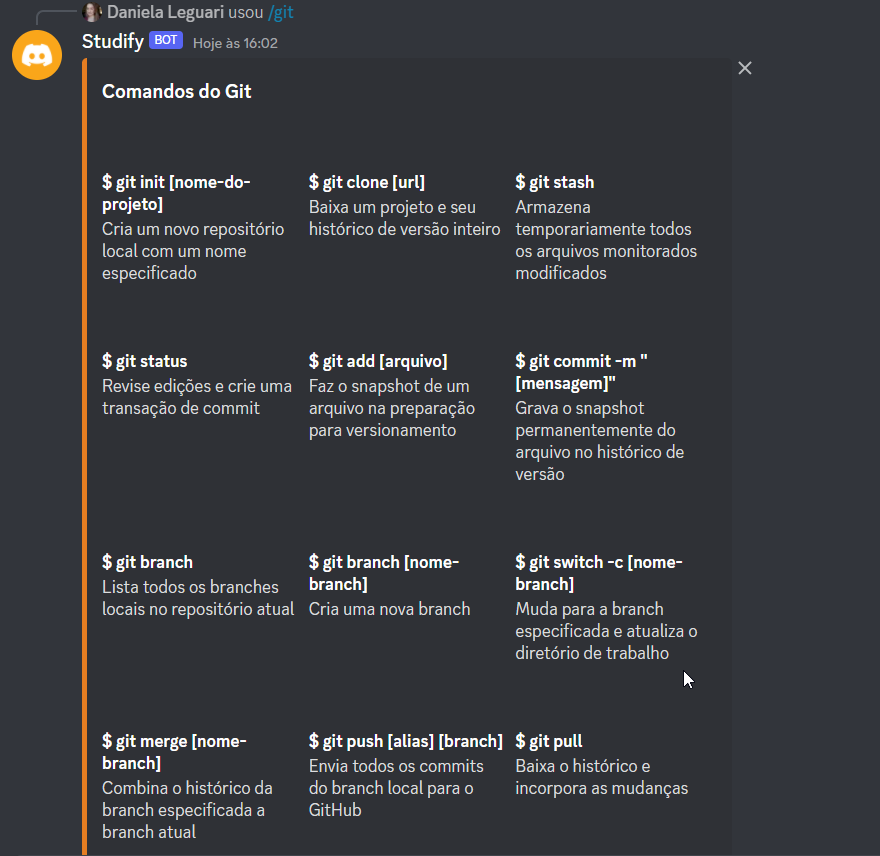 Daniela Leguari usou /git
Studify BOT Hoje às 16:02
Comandos do Git
$ git init [nome-do-
projeto]
Cria um novo repositório
local com um nome
especificado
$ git clone [url]
Baixa um projeto e seu
histórico de versão inteiro
$ git stash
Armazena
temporariamente todos
os arquivos monitorados
modificados
$ git status
Revise edições e crie uma
transação de commit
$ git add [arquivo]
Faz o snapshot de um
arquivo na preparação
para versionamento
$ git commit -m "
[mensagem]"
Grava o snapshot
permanentemente do
arquivo no histórico de
versão
$ git branch
Lista todos os branches
locais no repositório atual
$ git branch [nome-
branch]
Cria uma nova branch
$ git switch -c [nome-
branch]
Muda para a branch
especificada e atualiza o
diretório de trabalho
$ git merge [nome-
branch]
Combina o histórico da
branch especificada a
branch atual
$ git push [alias] [branch]
Envia todos os commits
do branch local para o
GitHub
$ git pull
Baixa o histórico e
incorpora as mudanças